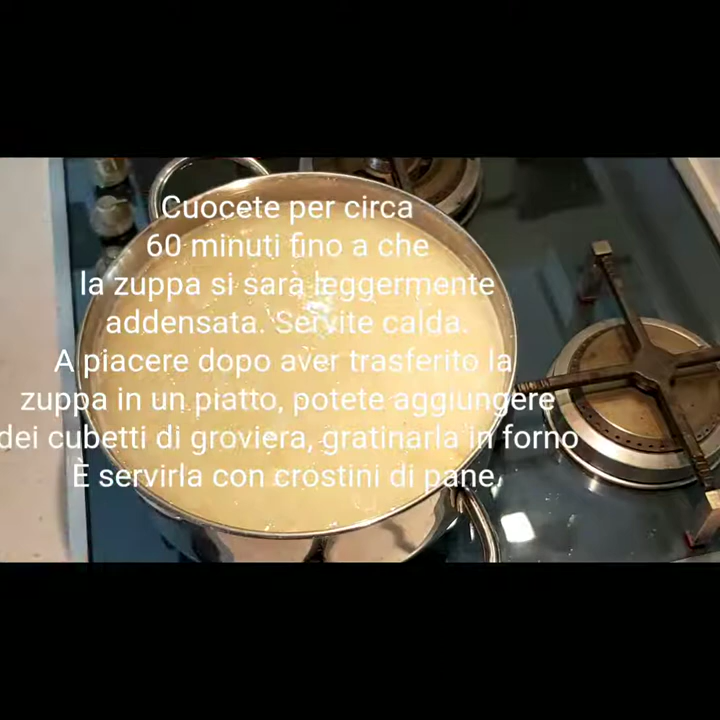 Cuocete per circa
60 minuti fino a che
la zuppa si sara leggermente
addensata. Servite calda.
A piacere dopo aver trasferito la
zuppa in un piatto, potete aggiungere
dei cubetti di groviera, gratinarla in forno
È servirla con crostini di pane.